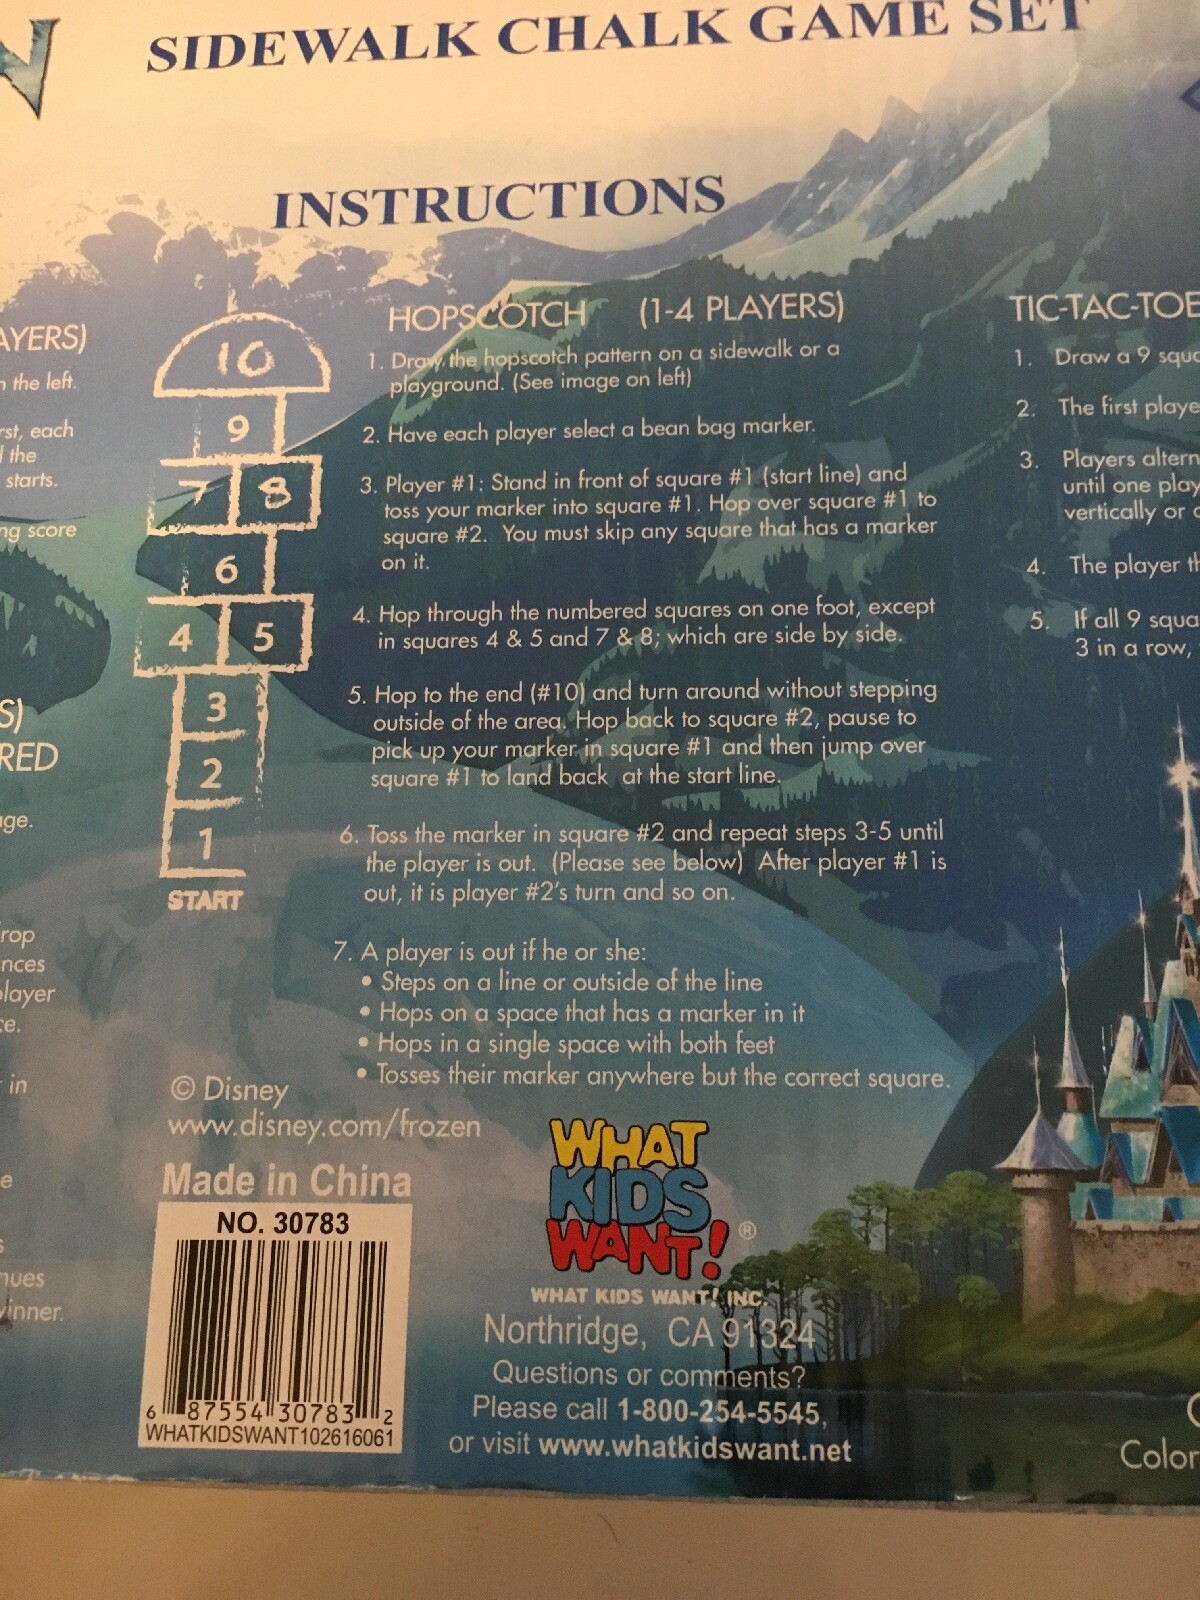 SIDEWALK CHALK GAME SET
INSTRUCTIONS
AYERS)
the left.
each
the
starts.
score
S)
RED
in
inner.
10
9
7 8
6
4 5
3
2
1
START
HOPSCOTCH (1-4 PLAYERS)
1. Draw the hopscotch pattern on a sidewalk or a
playground. (See image on left)
2. Have each player select a bean bag marker.
3. Player #1: Stand in front of square #1 (start line) and
toss your marker into square #1. Hop over square #1 to
square #2. You must skip any square that has a marker
on it.
4. Hop through the numbered squares on one foot, except
in squares 4 & 5 and 7 & 8; which are side by side.
5. Hop to the end (#10) and turn around without stepping
outside of the area. Hop back to square #2, pause to
pick up your marker in square #1 and then jump over
square #1 to land back at the start line.
6. Toss the marker in square #2 and repeat steps 3-5 until
the player is out. (Please see below) After player #1 is
out, it is player #2's turn and so on.
7. A player is out if he or she:
• Steps on a line or outside of the line
• Hops on a space that has a marker in it
• Hops in a single space with both feet
• Tosses their marker anywhere but the correct square.
TIC-TAC-TOE
1. Draw a 9 squ
2. The first playe
3. Players altern
until one play
vertically or
4. The player th
5. If all 9 squa
3 in a row,
© Disney
www.disney.com/frozen
Made in China
NO. 30783
6 87554 30783 2
WHATKIDSWANT102616061
WHAT
KIDS
WANT! ®
WHAT KIDS WANT! INC.
Northridge, CA 91324
Questions or comments?
Please call 1-800-254-5545,
or visit www.whatkidswant.net
Color